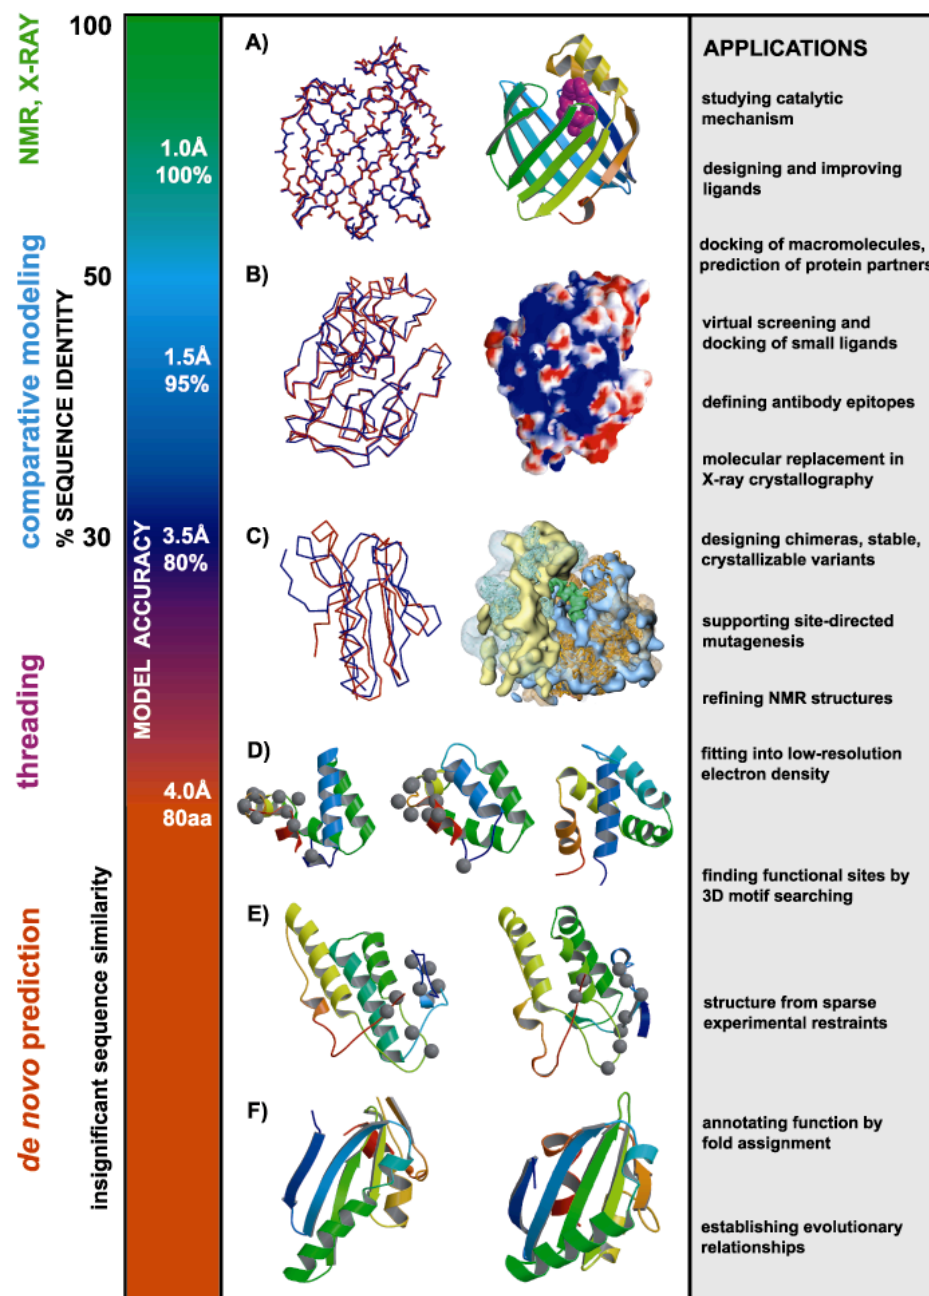 100
50
30
NMR, X-RAY
comparative modeling
threading
de novo prediction
% SEQUENCE IDENTITY
insignificant sequence similarity
MODEL ACCURACY
1.0Å
100%
1.5Å
95%
3.5Å
80%
4.0Å
80aa
A)
B)
C)
D)
E)
F)
APPLICATIONS
studying catalytic
mechanism
designing and improving
ligands
docking of macromolecules,
prediction of protein partners
virtual screening and
docking of small ligands
defining antibody epitopes
molecular replacement in
X-ray crystallography
designing chimeras, stable,
crystallizable variants
supporting site-directed
mutagenesis
refining NMR structures
fitting into low-resolution
electron density
finding functional sites by
3D motif searching
structure from sparse
experimental restraints
annotating function by
fold assignment
establishing evolutionary
relationships